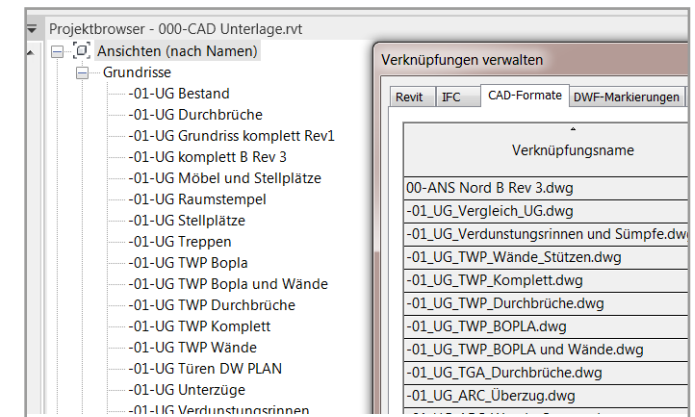 Projektbrowser - 000-CAD Unterlage.rvt
Ansichten (nach Namen)
Grundrisse
-01-UG Bestand
-01-UG Durchbrüche
-01-UG Grundriss komplett Rev1
-01-UG komplett B Rev 3
-01-UG Möbel und Stellplätze
-01-UG Raumstempel
-01-UG Stellplätze
-01-UG Treppen
-01-UG TWP Bopla
-01-UG TWP Bopla und Wände
-01-UG TWP Durchbrüche
-01-UG TWP Komplett
-01-UG TWP Wände
-01-UG Türen DW PLAN
-01-UG Unterzüge
-01-UG Verdunstungsrinnen
Verknüpfungen verwalten
Revit IFC CAD-Formate DWF-Markierungen
Verknüpfungsname
00-ANS Nord B Rev 3.dwg
-01_UG_Vergleich_UG.dwg
-01_UG_Verdunstungsrinnen und Sümpfe.dw
-01_UG_TWP_Wände_Stützen.dwg
-01_UG_TWP_Komplett.dwg
-01_UG_TWP_Durchbrüche.dwg
-01_UG_TWP_BOPLA.dwg
-01_UG_TWP_BOPLA und Wände.dwg
-01_UG_TGA_Durchbrüche.dwg
-01_UG_ARC_Überzug.dwg